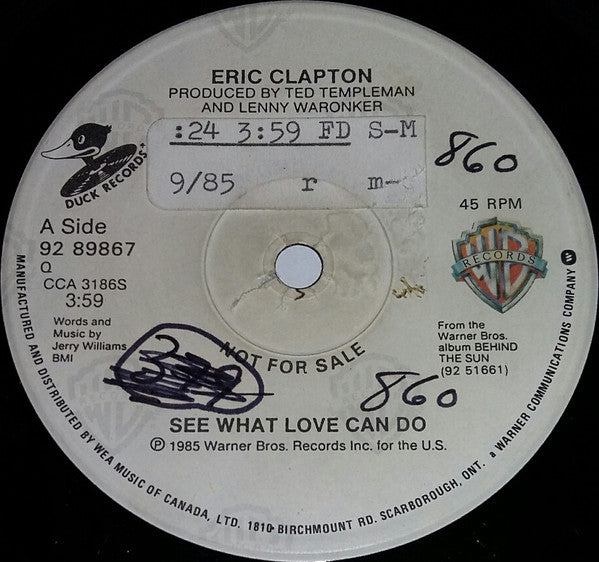 ERIC CLAPTON
PRODUCED BY TED TEMPLEMAN
AND LENNY WARONKER
:24 3:59 FD S-M
9/85 r m-
860
DUCK RECORDS
A Side
92 89867
Q
CCA 3186S
3:59
Words and
Music by
Jerry Williams
BMI
45 RPM
WB
RECORDS
From the
Warner Bros.
album BEHIND
THE SUN
(92 51661)
NOT FOR SALE
860
SEE WHAT LOVE CAN DO
Ⓟ 1985 Warner Bros. Records Inc. for the U.S.
MANUFACTURED AND DISTRIBUTED BY WEA MUSIC OF CANADA, LTD. 1810 BIRCHMOUNT RD. SCARBOROUGH, ONT. a WARNER COMMUNICATIONS COMPANY